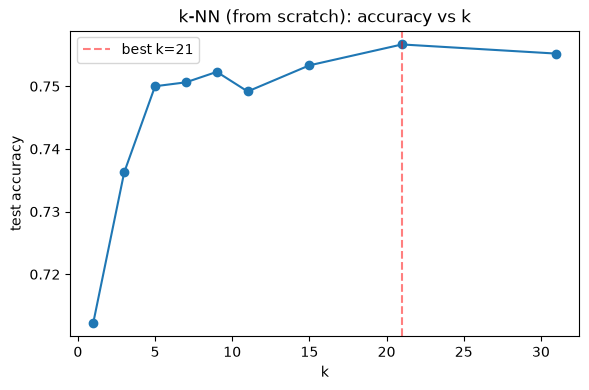 k-NN (from scratch): accuracy vs k
best k=21
0.75
0.74
0.73
0.72
test accuracy
0 5 10 15 20 25 30
k